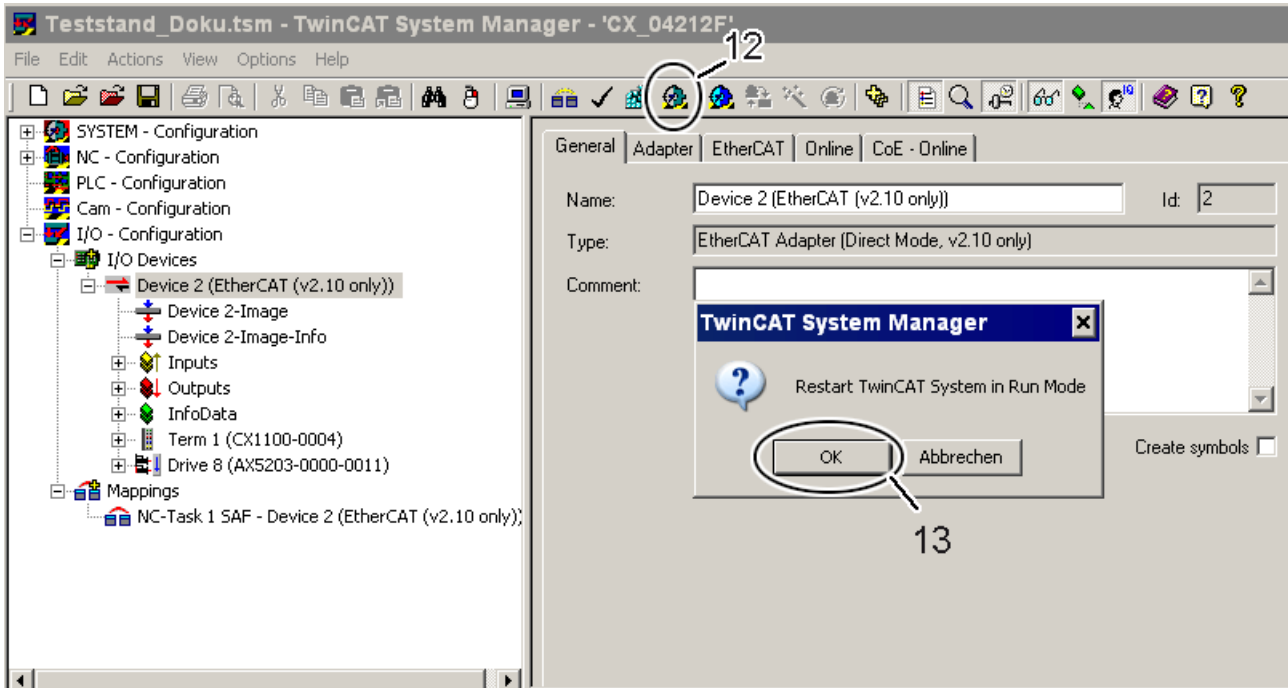 Teststand_Doku.tsm - TwinCAT System Manager - 'CX_04212F'
12
File Edit Actions View Options Help
SYSTEM - Configuration
NC - Configuration
PLC - Configuration
Cam - Configuration
I/O - Configuration
I/O Devices
Device 2 (EtherCAT (v2.10 only))
Device 2-Image
Device 2-Image-Info
Inputs
Outputs
InfoData
Term 1 (CX1100-0004)
Drive 8 (AX5203-0000-0011)
Mappings
NC-Task 1 SAF - Device 2 (EtherCAT (v2.10 only))
General Adapter EtherCAT Online CoE - Online
Name: Device 2 (EtherCAT (v2.10 only)) Id: 2
Type: EtherCAT Adapter (Direct Mode, v2.10 only)
Comment:
TwinCAT System Manager
Restart TwinCAT System in Run Mode
OK Abbrechen
Create symbols
13